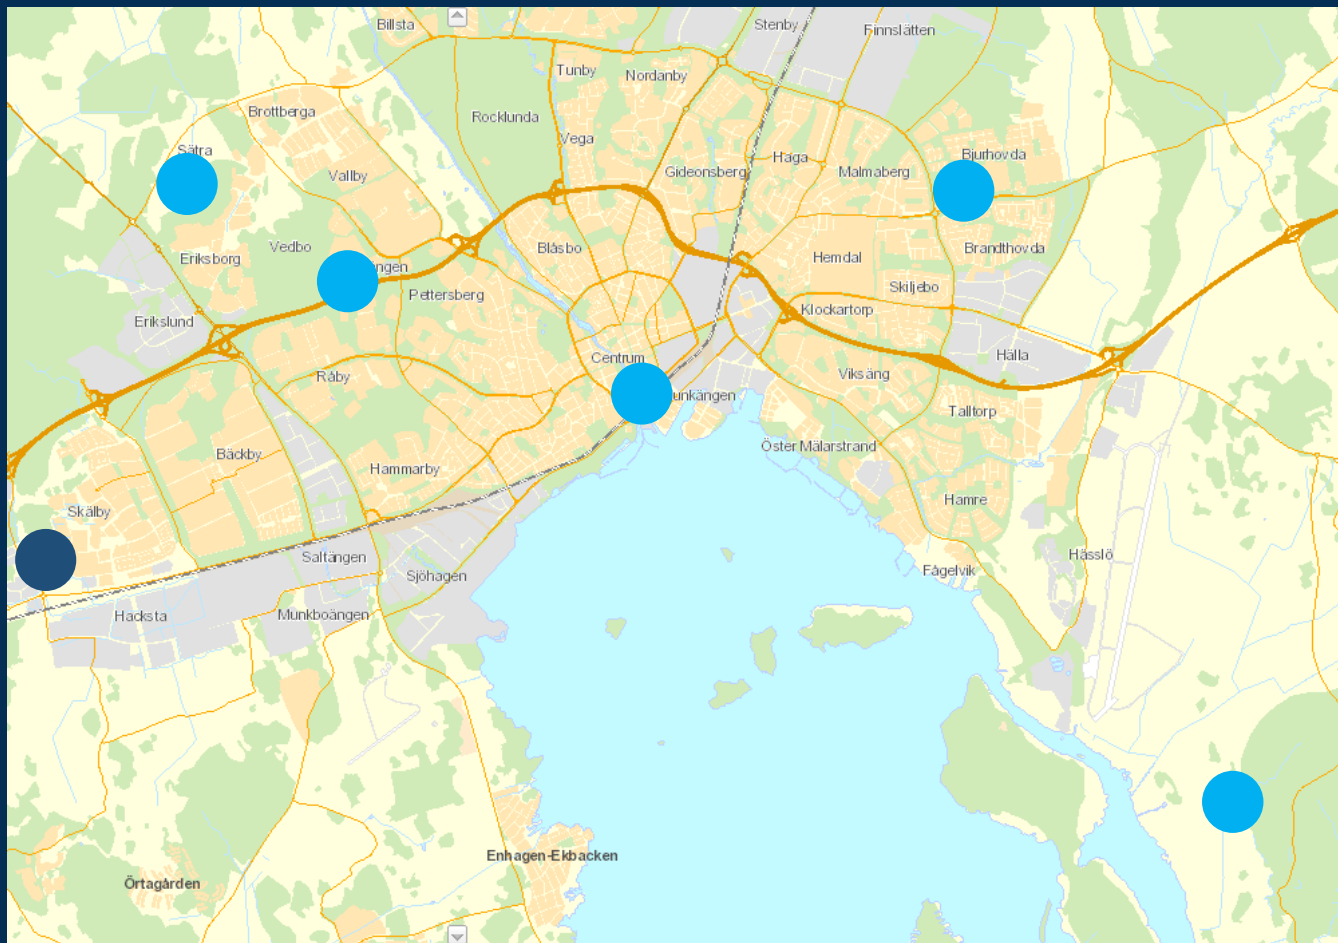 Billsta
Stenby
Finnslätten
Tunby
Nordanby
Brottberga
Rocklunda
Vega
Sätra
Haga
Bjurhovda
Vallby
Gideonsberg
Malmaberg
Vedbo
Blåsbo
Brandthovda
Eriksborg
Hemdal
Pettersberg
Skiljebo
Klockartorp
Erikslund
Centrum
Hälla
Råby
Viksäng
Talltorp
Öster Mälarstrand
Bäckby
Hammarby
Hamre
Skälby
Saltängen
Hässlö
Sjöhagen
Fågelvik
Hacksta
Munkboängen
Enhagen-Ekbacken
Örtagården